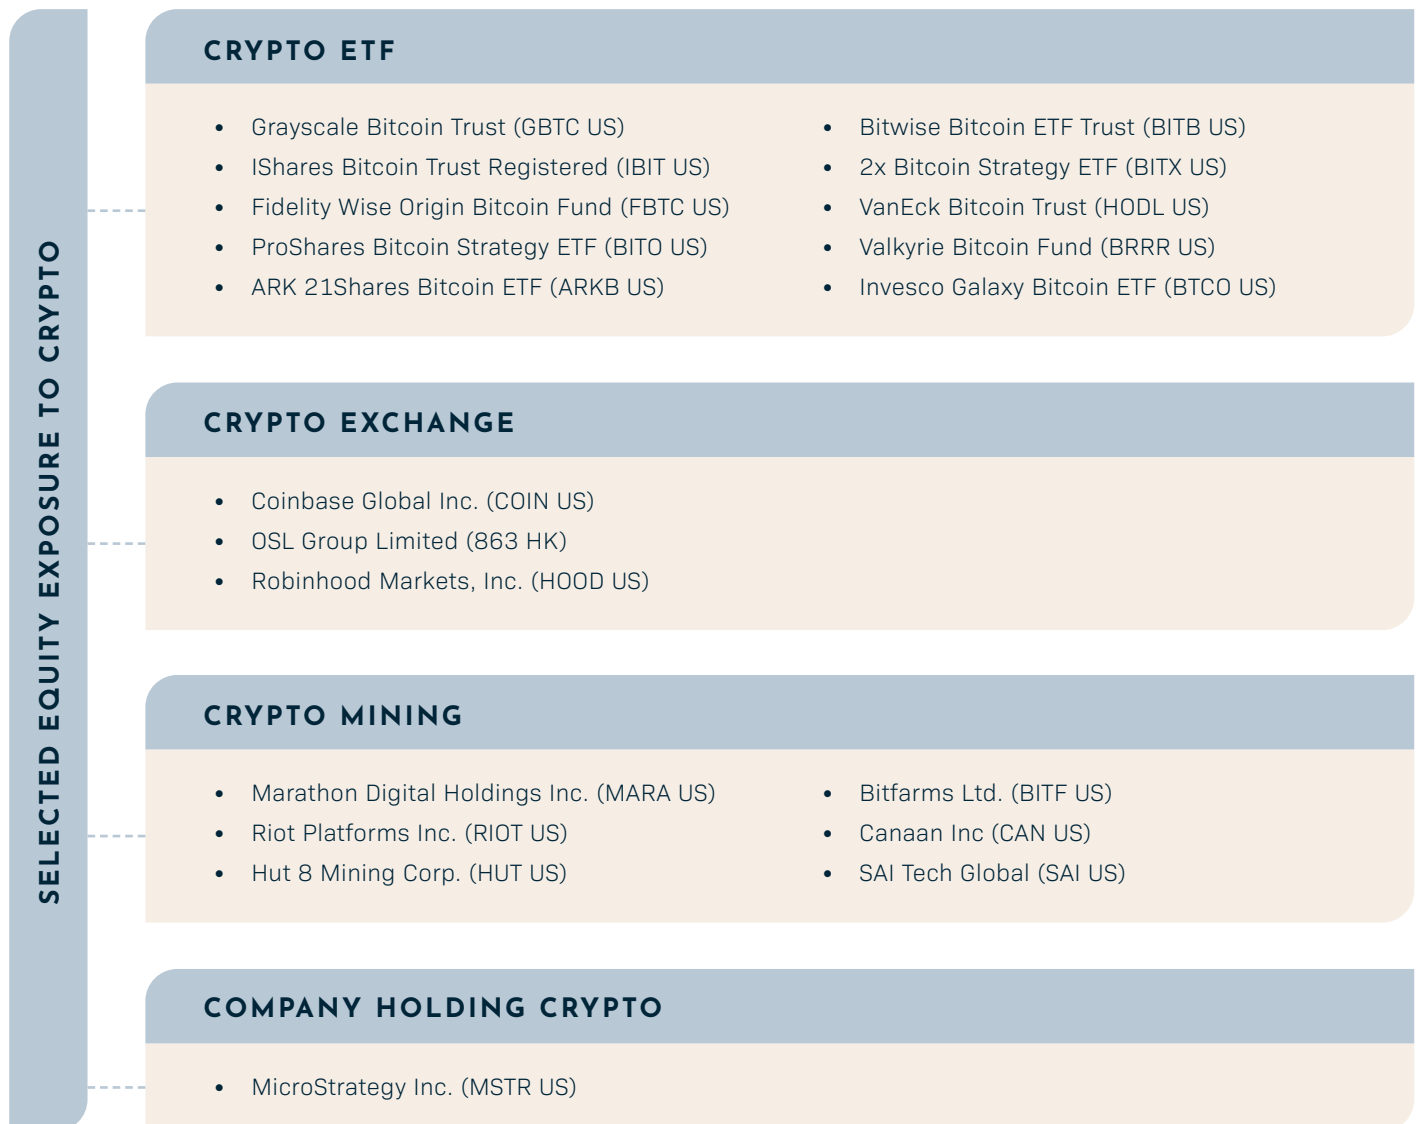 SELECTED EQUITY EXPOSURE TO CRYPTO
CRYPTO ETF
• Grayscale Bitcoin Trust (GBTC US)
• IShares Bitcoin Trust Registered (IBIT US)
• Fidelity Wise Origin Bitcoin Fund (FBTC US)
• ProShares Bitcoin Strategy ETF (BITO US)
• ARK 21Shares Bitcoin ETF (ARKB US)
• Bitwise Bitcoin ETF Trust (BITB US)
• 2x Bitcoin Strategy ETF (BITX US)
• VanEck Bitcoin Trust (HODL US)
• Valkyrie Bitcoin Fund (BRRR US)
• Invesco Galaxy Bitcoin ETF (BTCO US)
CRYPTO EXCHANGE
• Coinbase Global Inc. (COIN US)
• OSL Group Limited (863 HK)
• Robinhood Markets, Inc. (HOOD US)
CRYPTO MINING
• Marathon Digital Holdings Inc. (MARA US)
• Riot Platforms Inc. (RIOT US)
• Hut 8 Mining Corp. (HUT US)
• Bitfarms Ltd. (BITF US)
• Canaan Inc (CAN US)
• SAI Tech Global (SAI US)
COMPANY HOLDING CRYPTO
• MicroStrategy Inc. (MSTR US)